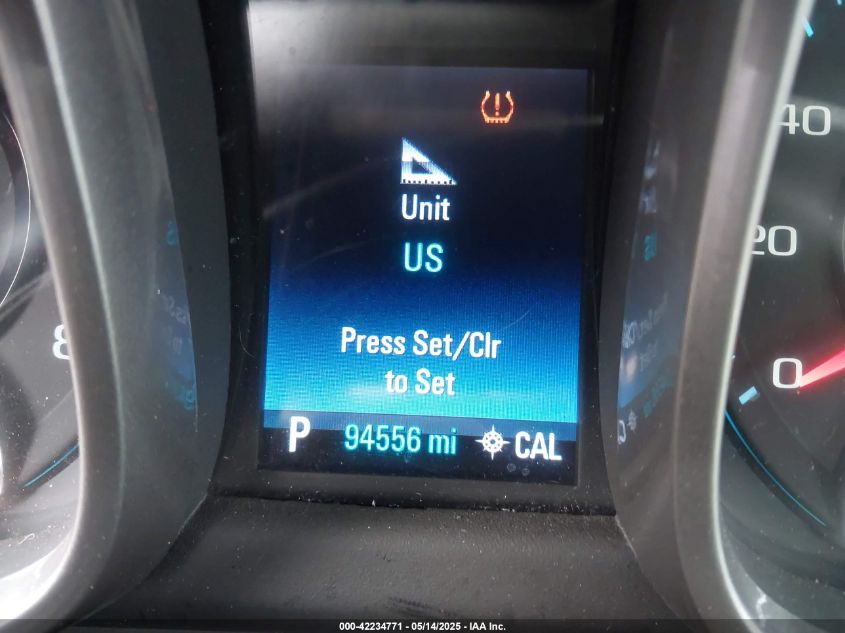 Unit
US
Press Set/Clr
to Set
P 94556 mi CAL
40
20
0
8
000-42234771 - 05/14/2025 - IAA Inc.